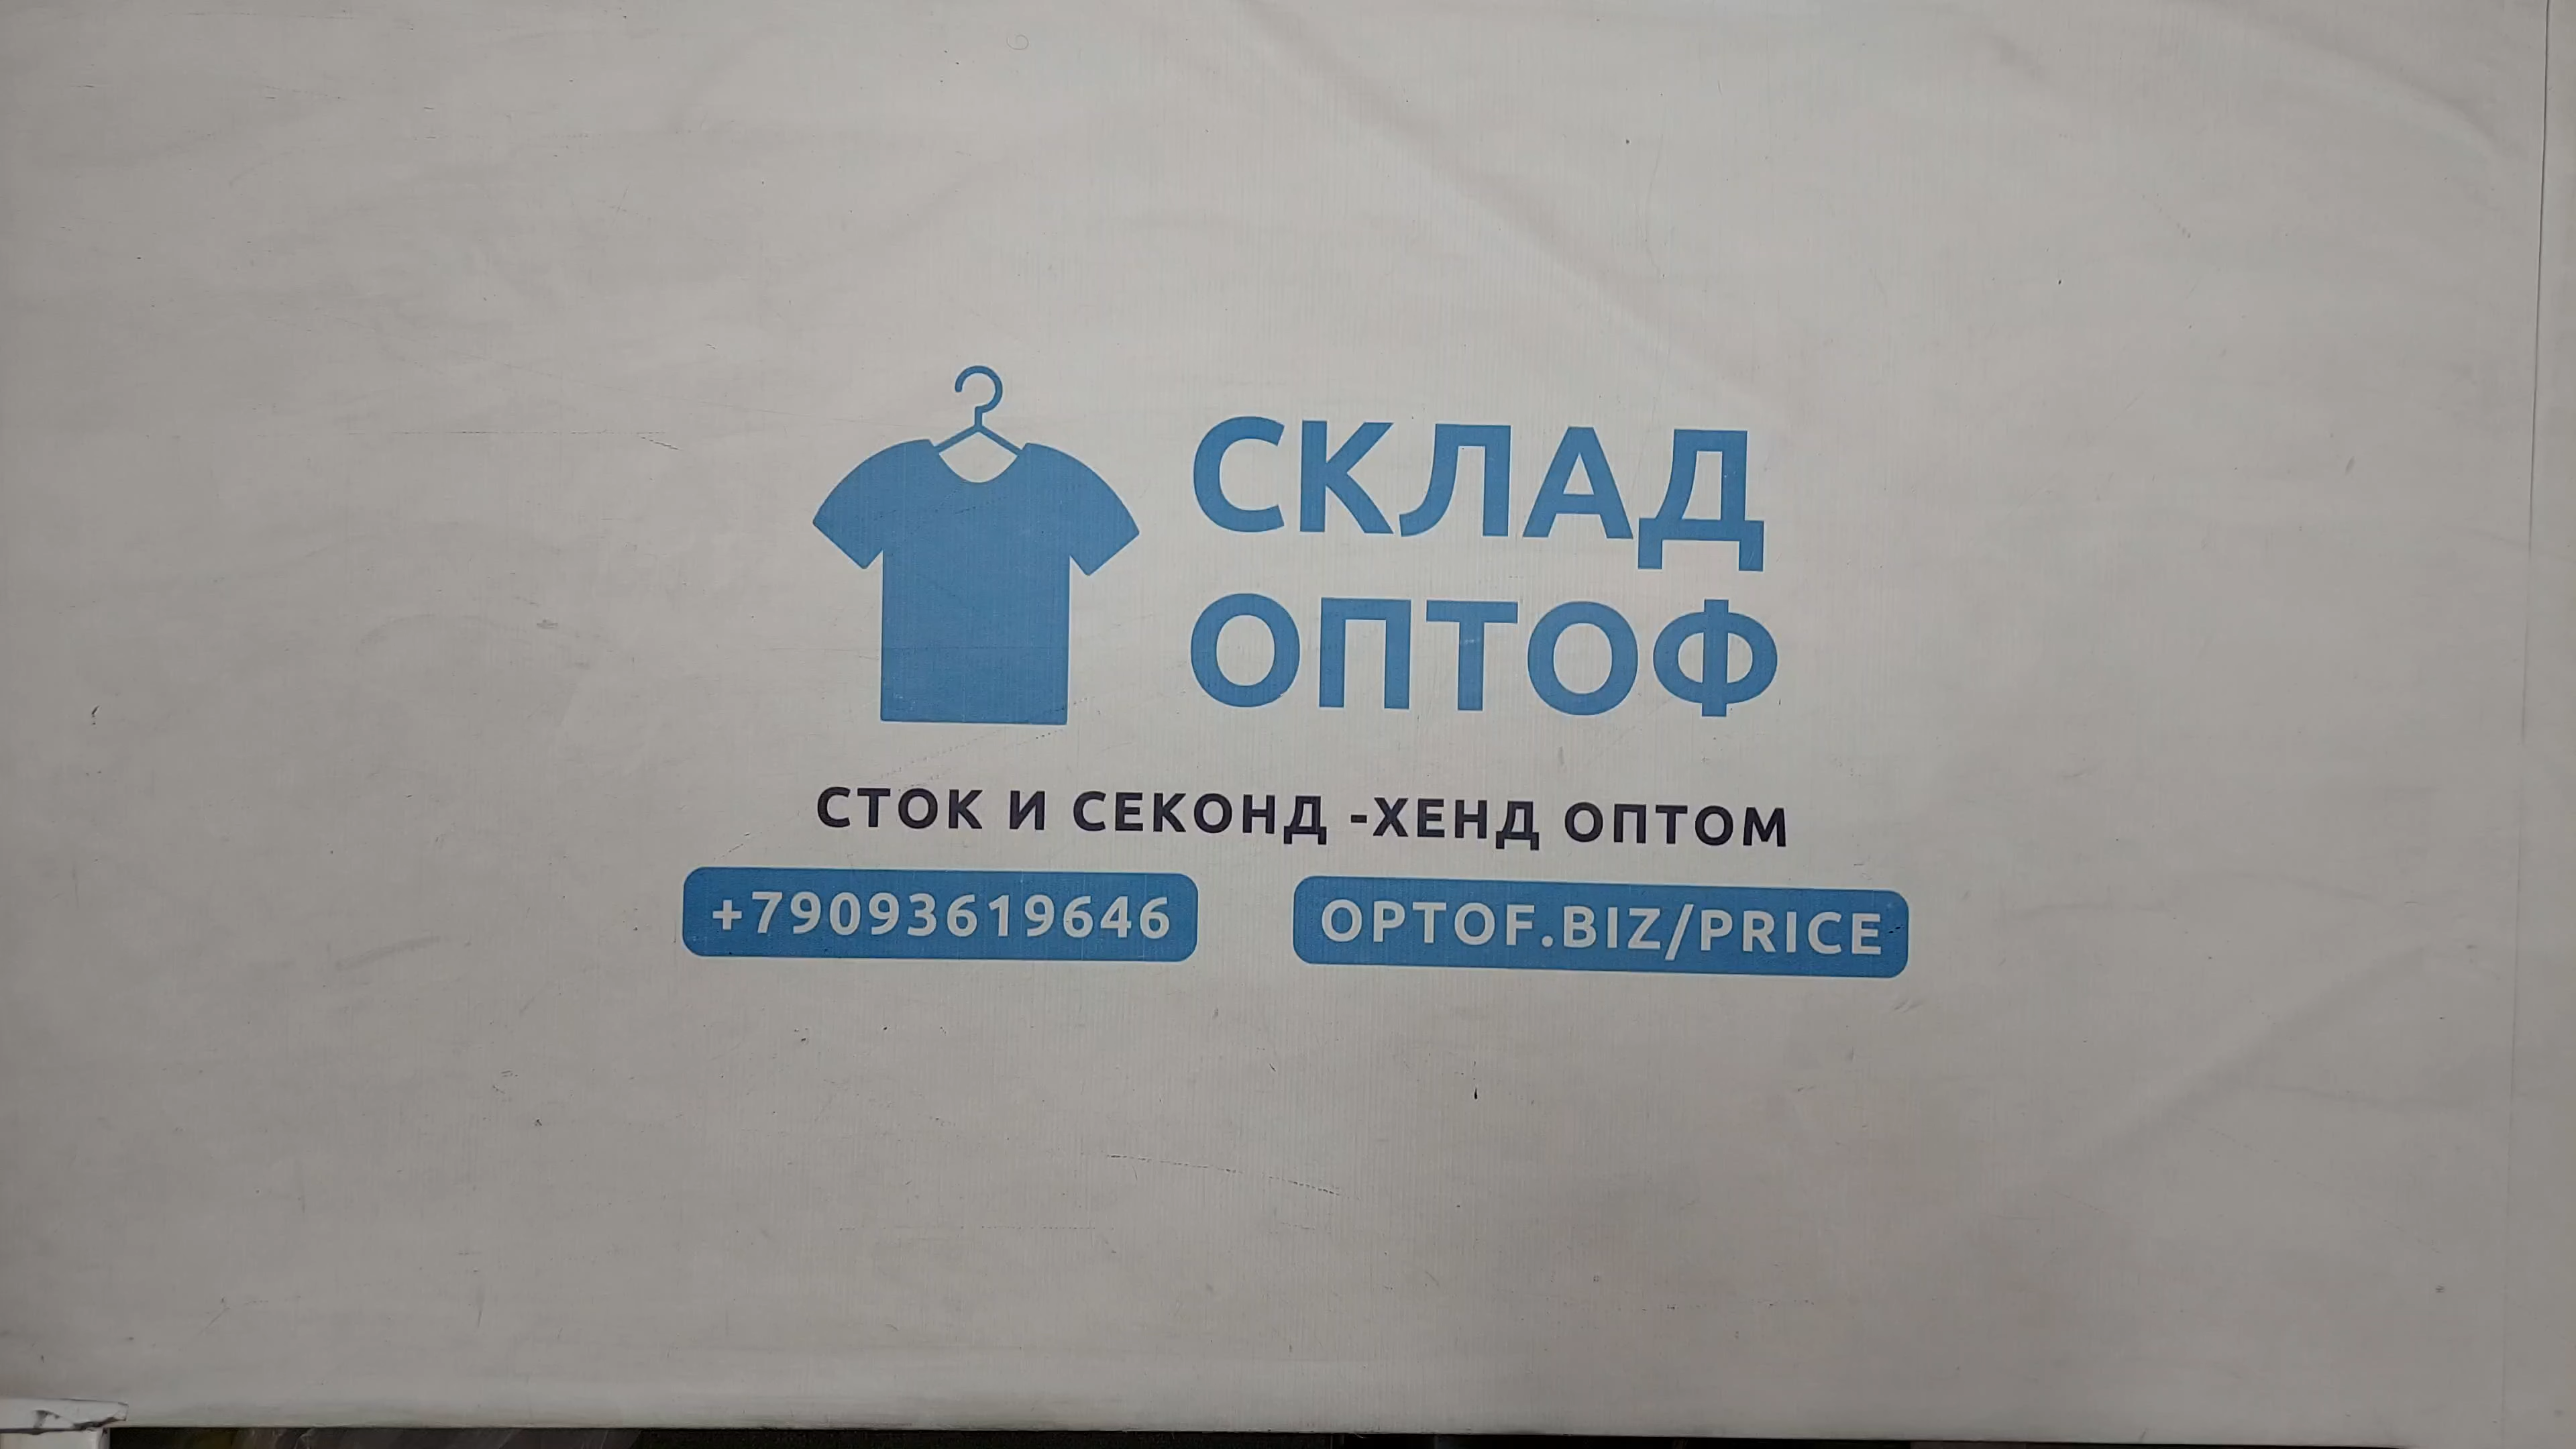 СКЛАД
ОПТОФ
СТОК И СЕКОНД -ХЕНД ОПТОМ
+79093619646
OPTOF.BIZ/PRICE